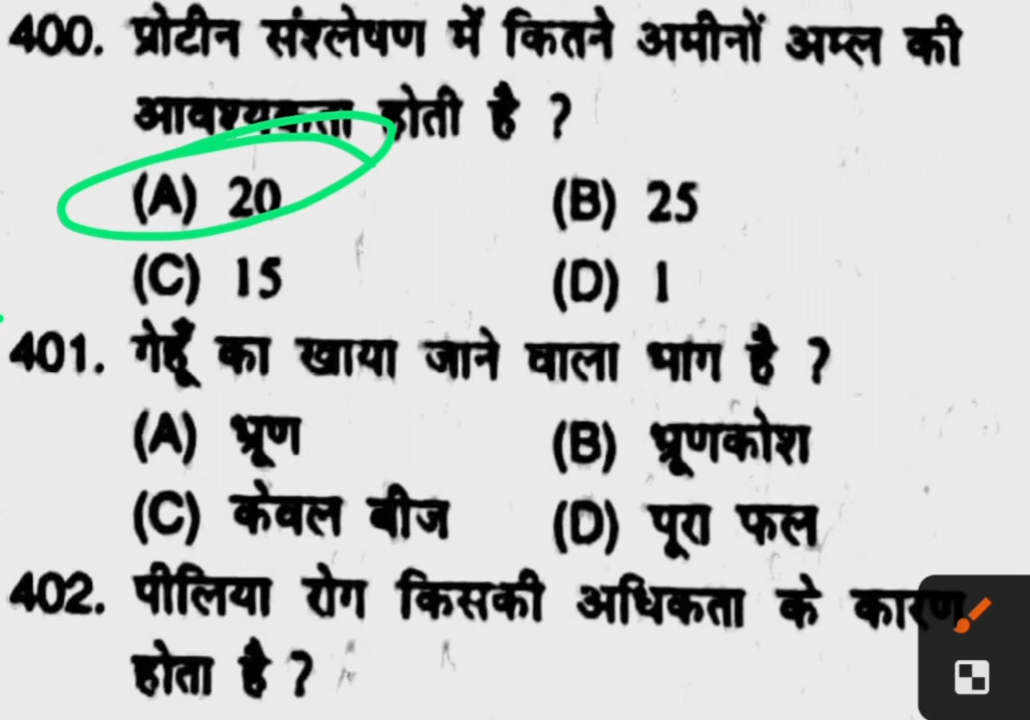 400. प्रोटीन संश्लेषण में कितने अमीनों अम्ल की
आवश्यकता होती है ?
(A) 20 (B) 25
(C) 15 (D) 1
401. गेहूँ का खाया जाने वाला भाग है ?
(A) भ्रूण (B) भ्रूणकोश
(C) केवल बीज (D) पूरा फल
402. पीलिया रोग किसकी अधिकता के कारण
होता है ?